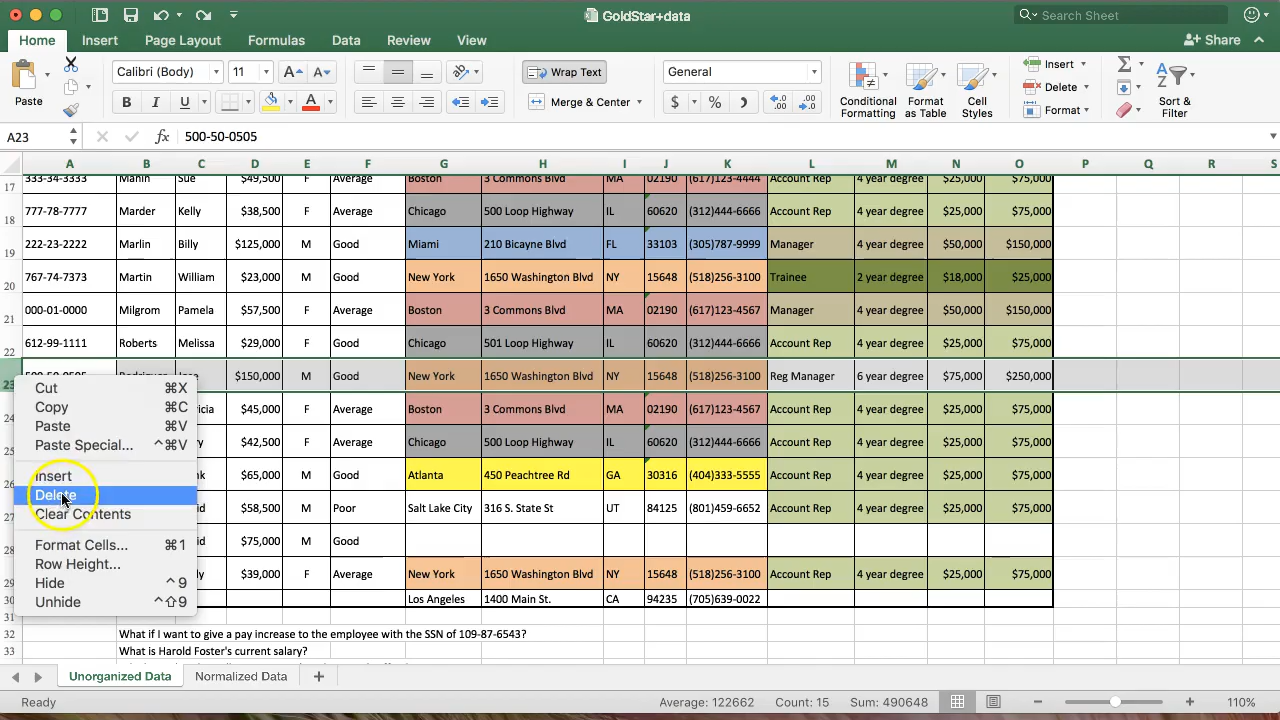 GoldStar+data
Search Sheet
Home Insert Page Layout Formulas Data Review View Share
Paste Calibri (Body) 11 A A Wrap Text General Conditional Formatting Format as Table Cell Styles Insert Sort & Filter
B I U A Merge & Center $ % Delete Format
A23 fx 500-50-0505
A B C D E F G H I J K L M N O P Q R S
17 333-34-3333 Mahin Sue $49,500 F Average Boston 3 Commons Blvd MA 02190 (617)123-4444 Account Rep 4 year degree $25,000 $75,000
18 777-78-7777 Marder Kelly $38,500 F Average Chicago 500 Loop Highway IL 60620 (312)444-6666 Account Rep 4 year degree $25,000 $75,000
19 222-23-2222 Marlin Billy $125,000 M Good Miami 210 Bicayne Blvd FL 33103 (305)787-9999 Manager 4 year degree $50,000 $150,000
20 767-74-7373 Martin William $23,000 M Good New York 1650 Washington Blvd NY 15648 (518)256-3100 Trainee 2 year degree $18,000 $25,000
21 000-01-0000 Milgrom Pamela $57,500 F Average Boston 3 Commons Blvd MA 02190 (617)123-4567 Manager 4 year degree $50,000 $150,000
22 612-99-1111 Roberts Melissa $29,000 F Average Chicago 501 Loop Highway IL 60620 (312)444-6666 Account Rep 4 year degree $25,000 $75,000
23 $150,000 M Good New York 1650 Washington Blvd NY 15648 (518)256-3100 Reg Manager 6 year degree $75,000 $250,000
24 $45,000 F Average Boston 3 Commons Blvd MA 02190 (617)123-4567 Account Rep 4 year degree $25,000 $75,000
25 $42,500 F Average Chicago 500 Loop Highway IL 60620 (312)444-6666 Account Rep 4 year degree $25,000 $75,000
26 $65,000 M Good Atlanta 450 Peachtree Rd GA 30316 (404)333-5555 Account Rep 4 year degree $25,000 $75,000
27 $58,500 M Poor Salt Lake City 316 S. State St UT 84125 (801)459-6652 Account Rep 4 year degree $25,000 $75,000
28 $75,000 M Good
29 $39,000 F Average New York 1650 Washington Blvd NY 15648 (518)256-3100 Account Rep 4 year degree $25,000 $75,000
30 Los Angeles 1400 Main St. CA 94235 (705)639-0022
31
32 What if I want to give a pay increase to the employee with the SSN of 109-87-6543?
33 What is Harold Foster's current salary?
Cut ⌘X
Copy ⌘C
Paste ⌘V
Paste Special... ^⌘V
Insert
Delete
Clear Contents
Format Cells... ⌘1
Row Height...
Hide ^9
Unhide ^⇧9
Unorganized Data Normalized Data +
Ready Average: 122662 Count: 15 Sum: 490648 110%